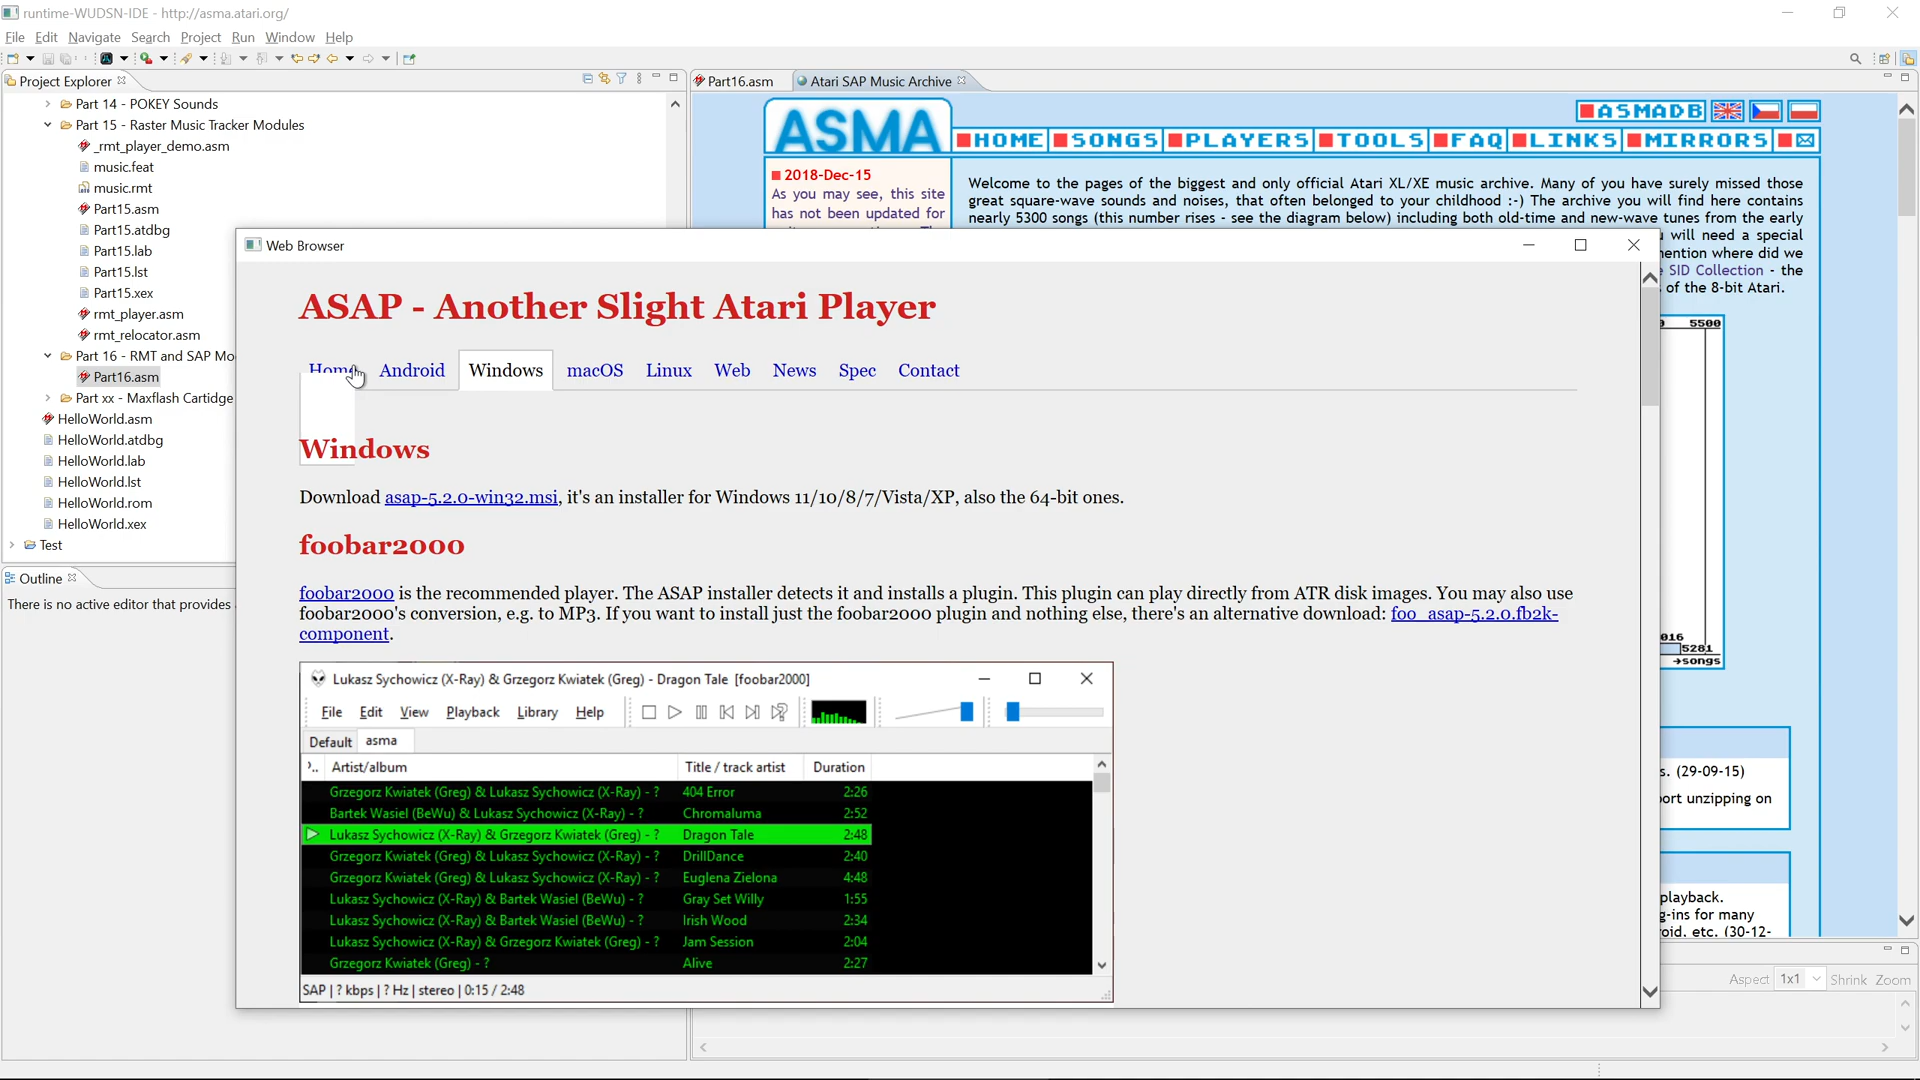 runtime-WUDSN-IDE - http://asma.atari.org/
File Edit Navigate Search Project Run Window Help
Project Explorer
Part 14 - POKEY Sounds
Part 15 - Raster Music Tracker Modules
_rmt_player_demo.asm
music.feat
music.rmt
Part15.asm
Part15.atdbg
Part15.lab
Part15.lst
Part15.xex
rmt_player.asm
rmt_relocator.asm
Part 16 - RMT and SAP Mo
Part16.asm
Part xx - Maxflash Cartidge
HelloWorld.asm
HelloWorld.atdbg
HelloWorld.lab
HelloWorld.lst
HelloWorld.rom
HelloWorld.xex
Test
Outline
There is no active editor that provides
Part16.asm
Atari SAP Music Archive
ASMADB
ASMA
HOME SONGS PLAYERS TOOLS FAQ LINKS MIRRORS
2018-Dec-15
As you may see, this site
has not been updated for
Welcome to the pages of the biggest and only official Atari XL/XE music archive. Many of you have surely missed those
great square-wave sounds and noises, that often belonged to your childhood :-) The archive you will find here contains
nearly 5300 songs (this number rises - see the diagram below) including both old-time and new-wave tunes from the early
will need a special
mention where did we
SID Collection - the
of the 8-bit Atari.
5500
016
5281
→songs
s. (29-09-15)
ort unzipping on
playback.
g-ins for many
roid, etc. (30-12-
Aspect 1x1 Shrink Zoom
Web Browser
ASAP - Another Slight Atari Player
Home Android Windows macOS Linux Web News Spec Contact
Windows
Download asap-5.2.0-win32.msi, it's an installer for Windows 11/10/8/7/Vista/XP, also the 64-bit ones.
foobar2000
foobar2000 is the recommended player. The ASAP installer detects it and installs a plugin. This plugin can play directly from ATR disk images. You may also use
foobar2000's conversion, e.g. to MP3. If you want to install just the foobar2000 plugin and nothing else, there's an alternative download: foo_asap-5.2.0.fb2k-
component.
Lukasz Sychowicz (X-Ray) & Grzegorz Kwiatek (Greg) - Dragon Tale [foobar2000]
File Edit View Playback Library Help
Default asma
Artist/album Title / track artist Duration
Grzegorz Kwiatek (Greg) & Lukasz Sychowicz (X-Ray) - ? 404 Error 2:26
Bartek Wasiel (BeWu) & Lukasz Sychowicz (X-Ray) - ? Chromaluma 2:52
Lukasz Sychowicz (X-Ray) & Grzegorz Kwiatek (Greg) - ? Dragon Tale 2:48
Grzegorz Kwiatek (Greg) & Lukasz Sychowicz (X-Ray) - ? DrillDance 2:40
Grzegorz Kwiatek (Greg) & Lukasz Sychowicz (X-Ray) - ? Euglena Zielona 4:48
Lukasz Sychowicz (X-Ray) & Bartek Wasiel (BeWu) - ? Gray Set Willy 1:55
Lukasz Sychowicz (X-Ray) & Bartek Wasiel (BeWu) - ? Irish Wood 2:34
Lukasz Sychowicz (X-Ray) & Grzegorz Kwiatek (Greg) - ? Jam Session 2:04
Grzegorz Kwiatek (Greg) - ? Alive 2:27
SAP | ? kbps | ? Hz | stereo | 0:15 / 2:48